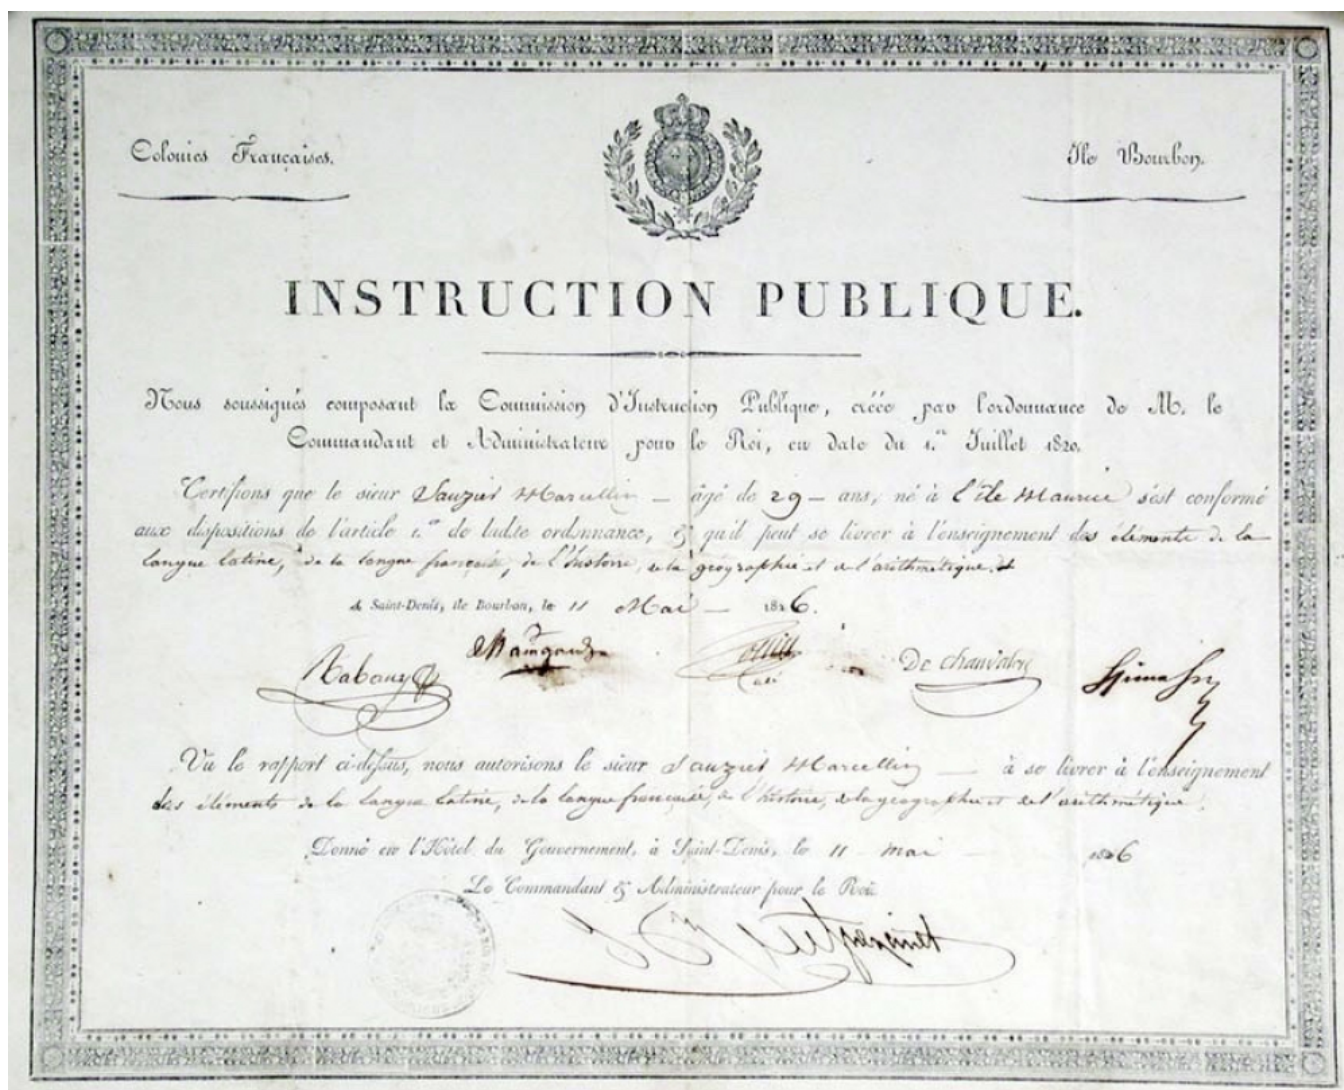 Colonies Françaises.
Ile Bourbon.
INSTRUCTION PUBLIQUE.
Nous soussignés composant la Commission d'Instruction Publique, créée par l'ordonnance de M. le
Commandant et Administrateur pour le Roi, en date du 1.er Juillet 1820.
Certifions que le sieur Sauzier Marcellin — âgé de 29 — ans, né à l'île Maurice s'est conformé
aux dispositions de l'article 1.er de ladite ordonnance, & qu'il peut se livrer à l'enseignement des éléments de la
langue latine, de la langue française, de l'histoire, de la géographie et de l'arithmétique.
A Saint-Denis, île Bourbon, le 11 Mai — 1826.
Rabany De Chanvalon
Vu le rapport ci-dessus, nous autorisons le sieur Sauzier Marcellin — à se livrer à l'enseignement
des éléments de la langue latine, de la langue française, de l'histoire, de la géographie et de l'arithmétique.
Donné en l'Hôtel du Gouvernement, à Saint-Denis, le 11 mai 1826
Le Commandant & Administrateur pour le Roi.